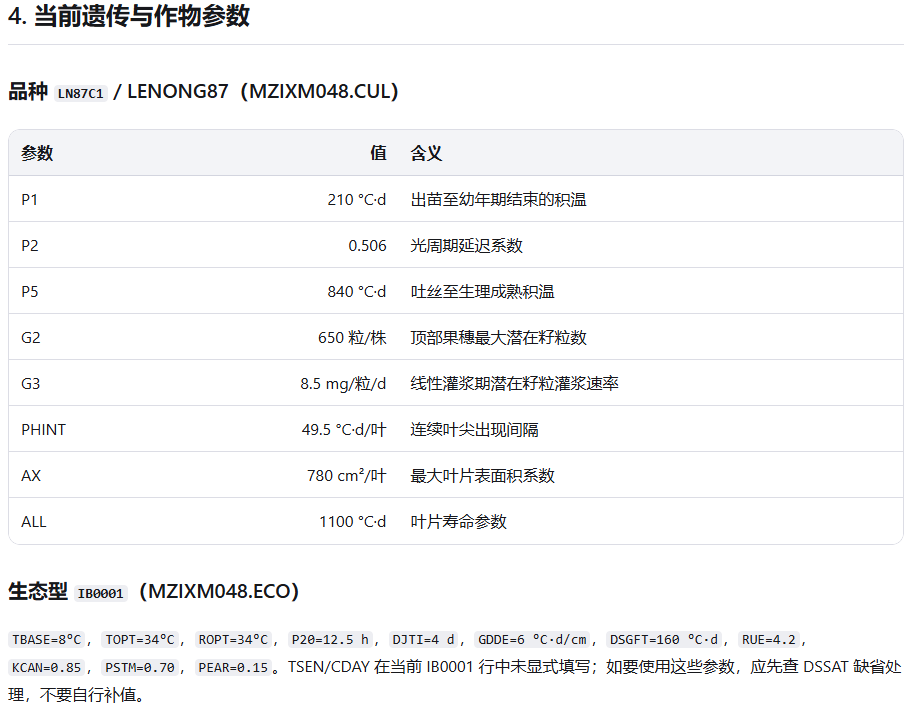 4. 当前遗传与作物参数
品种 LN87C1 / LENONG87（MZIXM048.CUL）
参数 值 含义
P1 210 °C·d 出苗至幼年期结束的积温
P2 0.506 光周期延迟系数
P5 840 °C·d 吐丝至生理成熟积温
G2 650 粒/株 顶部果穗最大潜在籽粒数
G3 8.5 mg/粒/d 线性灌浆期潜在籽粒灌浆速率
PHINT 49.5 °C·d/叶 连续叶尖出现间隔
AX 780 cm²/叶 最大叶片表面积系数
ALL 1100 °C·d 叶片寿命参数
生态型 IB0001（MZIXM048.ECO）
TBASE=8°C，TOPT=34°C，ROPT=34°C，P20=12.5 h，DJTI=4 d，GDDE=6 °C·d/cm，DSGFT=160 °C·d，RUE=4.2，
KCAN=0.85，PSTM=0.70，PEAR=0.15。TSEN/CDAY 在当前 IB0001 行中未显式填写；如要使用这些参数，应先查 DSSAT 缺省处
理，不要自行补值。